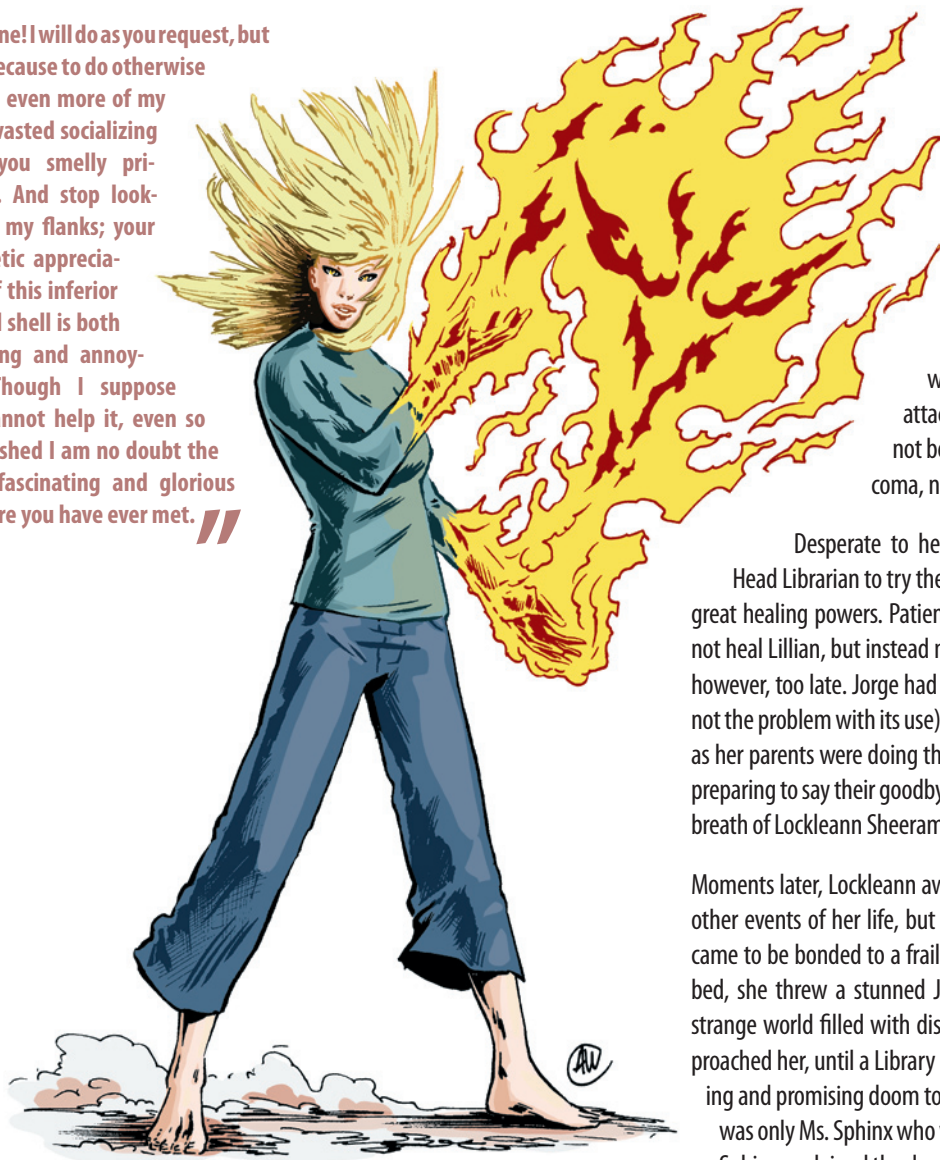 ne! I will do as you request, but
ecause to do otherwise
even more of my
vasted socializing
you smelly pri-
. And stop look-
my flanks; your
etic apprecia-
f this inferior
l shell is both
ng and annoy-
hough I suppose
nnot help it, even so
shed I am no doubt the
fascinating and glorious
re you have ever met. ”
w
attac
not be
coma, n
Desperate to he
Head Librarian to try the
great healing powers. Patien
not heal Lillian, but instead r
however, too late. Jorge had
not the problem with its use)
as her parents were doing th
preparing to say their goodby
breath of Lockleann Sheeram
Moments later, Lockleann av
other events of her life, but
came to be bonded to a frail
bed, she threw a stunned J
strange world filled with dis
proached her, until a Library
ing and promising doom to
was only Ms. Sphinx who
AW